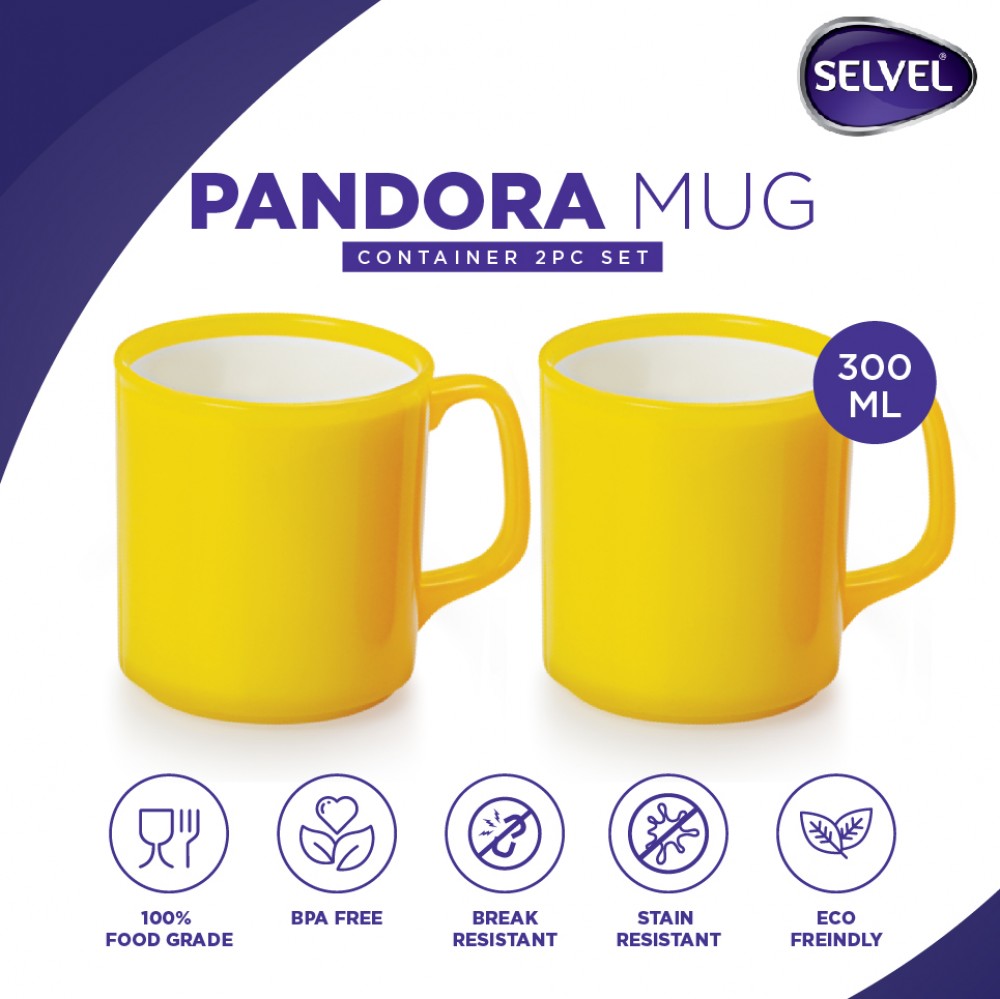 SELVEL®
PANDORA MUG
CONTAINER 2PC SET
300
ML
100%
FOOD GRADE
BPA FREE
BREAK
RESISTANT
STAIN
RESISTANT
ECO
FREINDLY